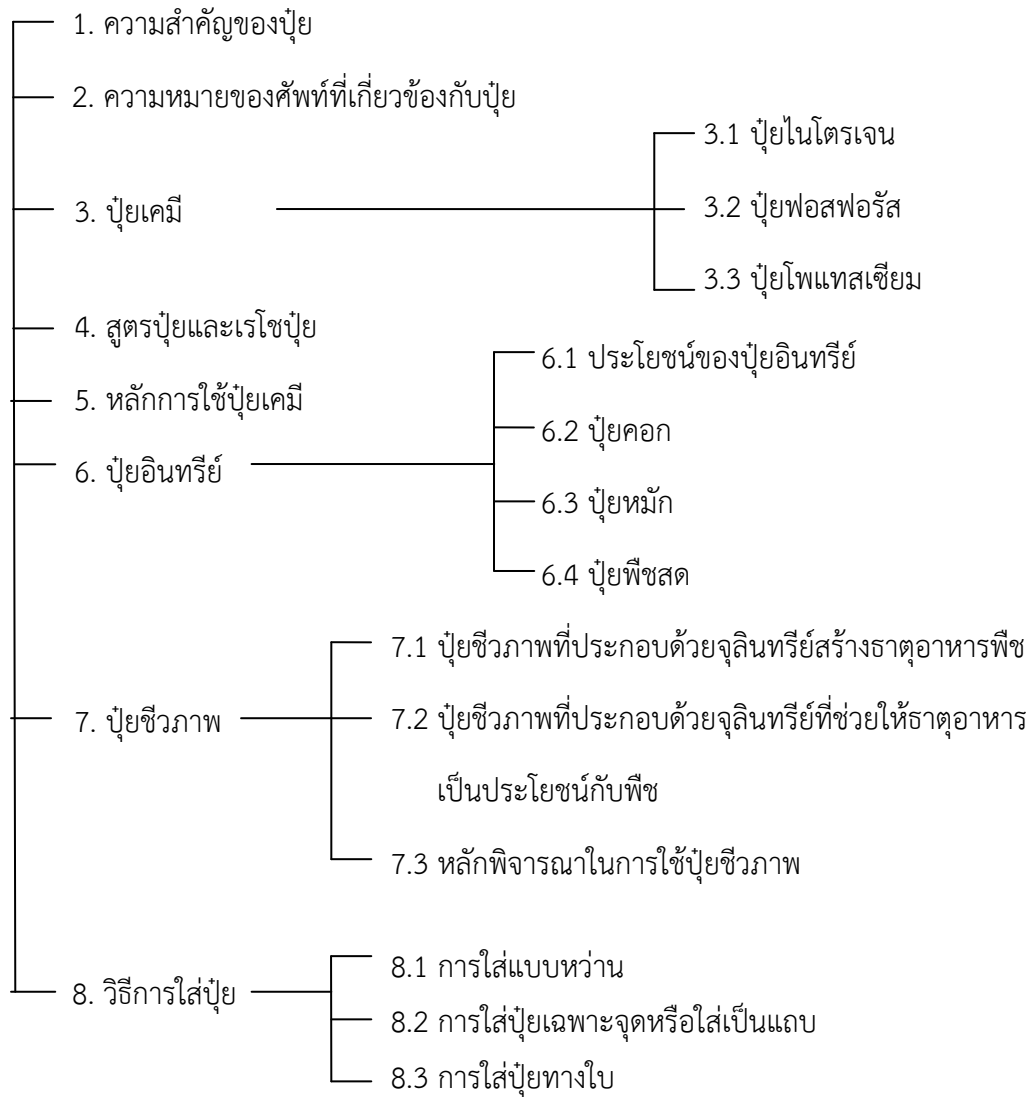 1. ความสำคัญของปุ๋ย
2. ความหมายของศัพท์ที่เกี่ยวข้องกับปุ๋ย
3. ปุ๋ยเคมี
3.1 ปุ๋ยไนโตรเจน
3.2 ปุ๋ยฟอสฟอรัส
3.3 ปุ๋ยโพแทสเซียม
4. สูตรปุ๋ยและเรโชปุ๋ย
5. หลักการใช้ปุ๋ยเคมี
6. ปุ๋ยอินทรีย์
6.1 ประโยชน์ของปุ๋ยอินทรีย์
6.2 ปุ๋ยคอก
6.3 ปุ๋ยหมัก
6.4 ปุ๋ยพืชสด
7. ปุ๋ยชีวภาพ
7.1 ปุ๋ยชีวภาพที่ประกอบด้วยจุลินทรีย์สร้างธาตุอาหารพืช
7.2 ปุ๋ยชีวภาพที่ประกอบด้วยจุลินทรีย์ที่ช่วยให้ธาตุอาหาร
เป็นประโยชน์กับพืช
7.3 หลักพิจารณาในการใช้ปุ๋ยชีวภาพ
8. วิธีการใส่ปุ๋ย
8.1 การใส่แบบหว่าน
8.2 การใส่ปุ๋ยเฉพาะจุดหรือใส่เป็นแถบ
8.3 การใส่ปุ๋ยทางใบ